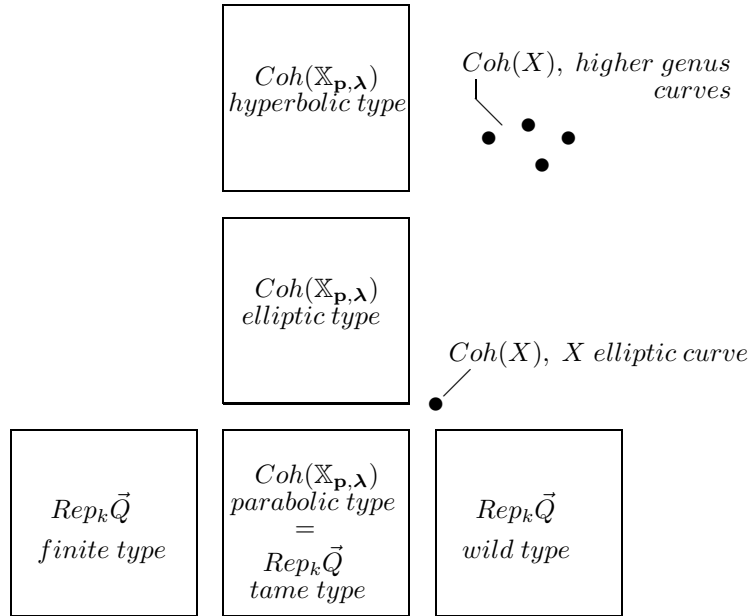 Coh(𝕏_{𝐩,𝛌})
hyperbolic type
Coh(X), higher genus
curves
Coh(𝕏_{𝐩,𝛌})
elliptic type
Coh(X), X elliptic curve
Rep_k Q⃗
finite type
Coh(𝕏_{𝐩,𝛌})
parabolic type
=
Rep_k Q⃗
tame type
Rep_k Q⃗
wild type